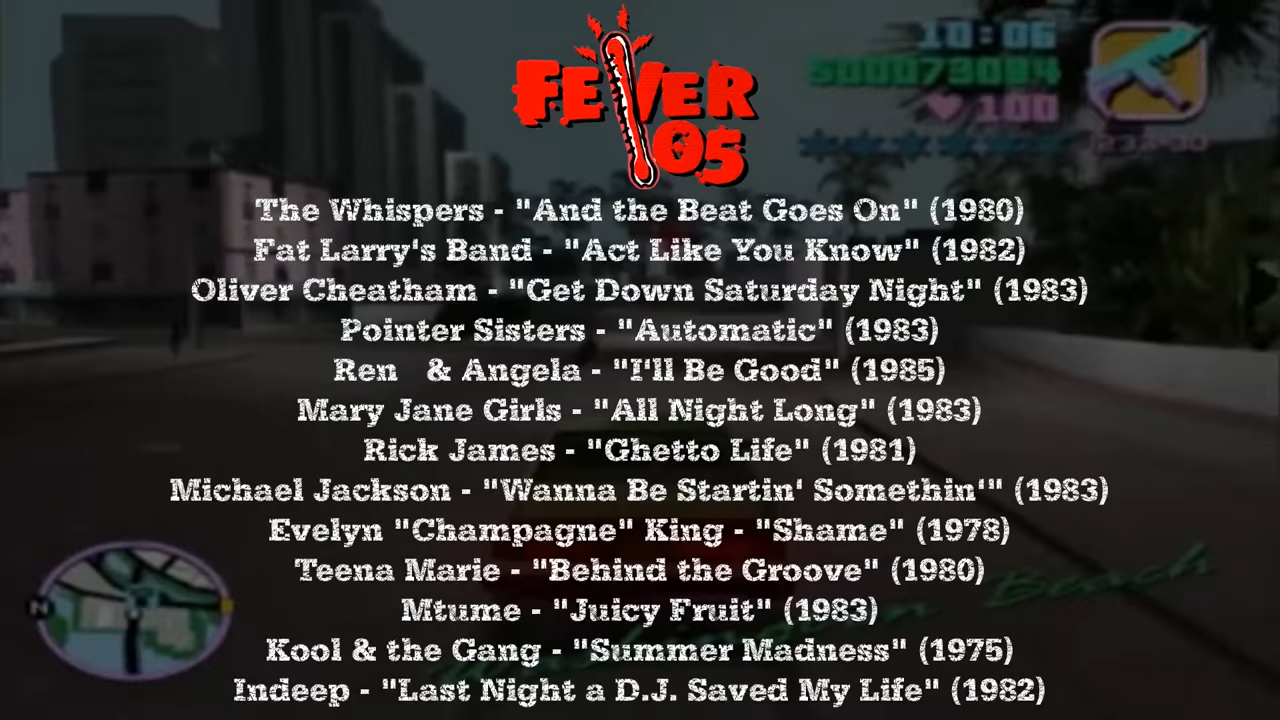 10:06
FEVER
105
100
The Whispers - "And the Beat Goes On" (1980)
Fat Larry's Band - "Act Like You Know" (1982)
Oliver Cheatham - "Get Down Saturday Night" (1983)
Pointer Sisters - "Automatic" (1983)
Ren & Angela - "I'll Be Good" (1985)
Mary Jane Girls - "All Night Long" (1983)
Rick James - "Ghetto Life" (1981)
Michael Jackson - "Wanna Be Startin' Somethin'" (1983)
Evelyn "Champagne" King - "Shame" (1978)
Teena Marie - "Behind the Groove" (1980)
Mtume - "Juicy Fruit" (1983)
Kool & the Gang - "Summer Madness" (1975)
N
Beach
Indeep - "Last Night a D.J. Saved My Life" (1982)